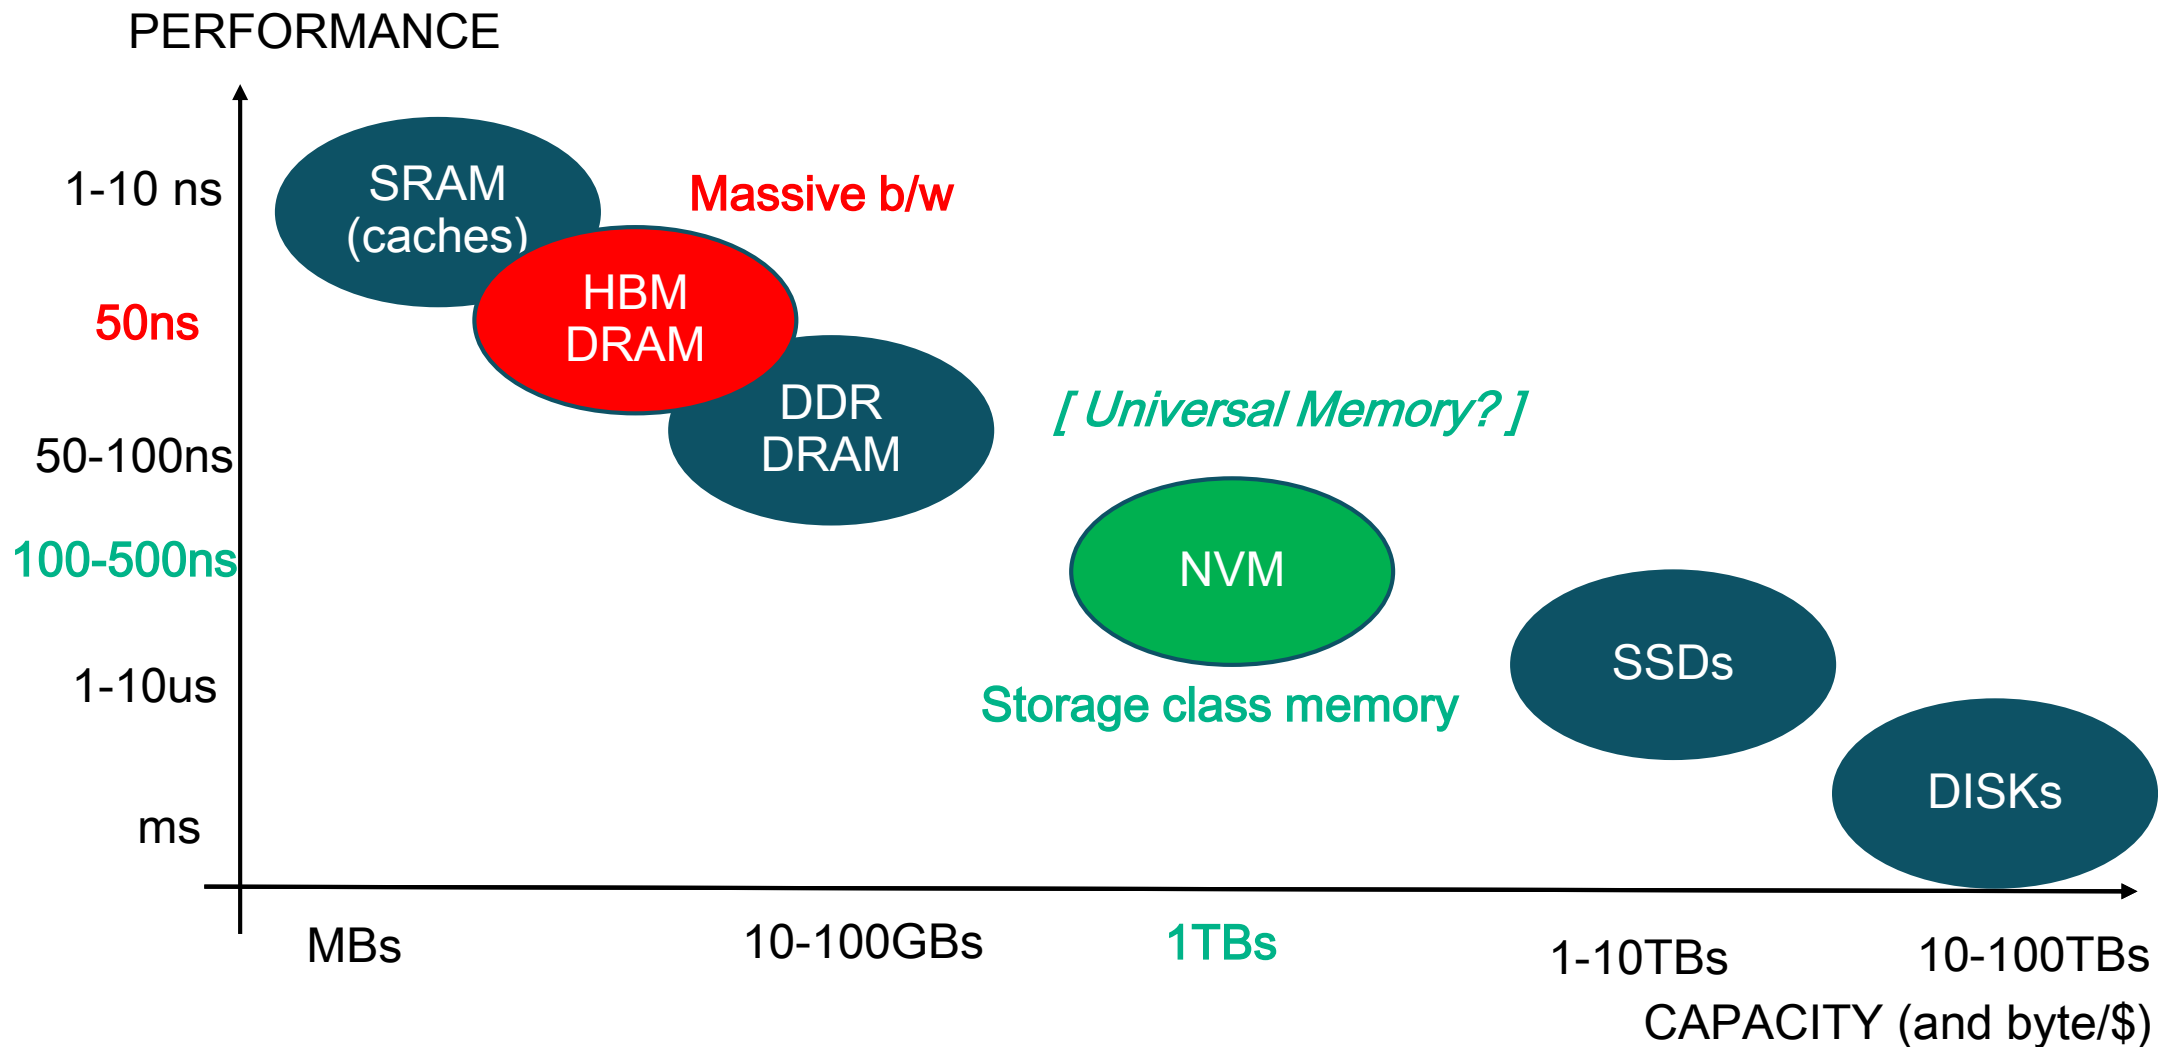 PERFORMANCE
1-10 ns
SRAM
(caches)
Massive b/w
50ns
HBM
DRAM
50-100ns
DDR
DRAM
[ Universal Memory? ]
100-500ns
NVM
1-10us
Storage class memory
SSDs
ms
DISKs
MBs
10-100GBs
1TBs
1-10TBs
10-100TBs
CAPACITY (and byte/$)